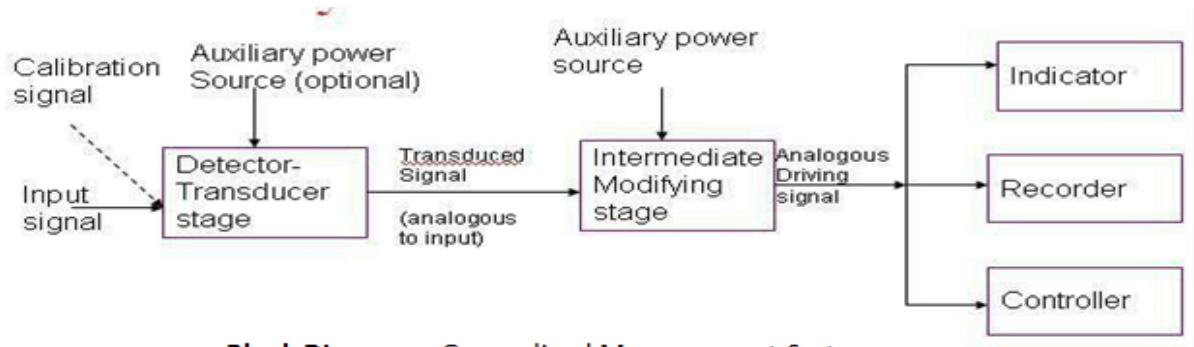 Calibration
signal
Auxiliary power
Source (optional)
Auxiliary power
source
Input
signal
Detector-
Transducer
stage
Transduced
Signal
(analogous
to input)
Intermediate
Modifying
stage
Analogous
Driving
signal
Indicator
Recorder
Controller